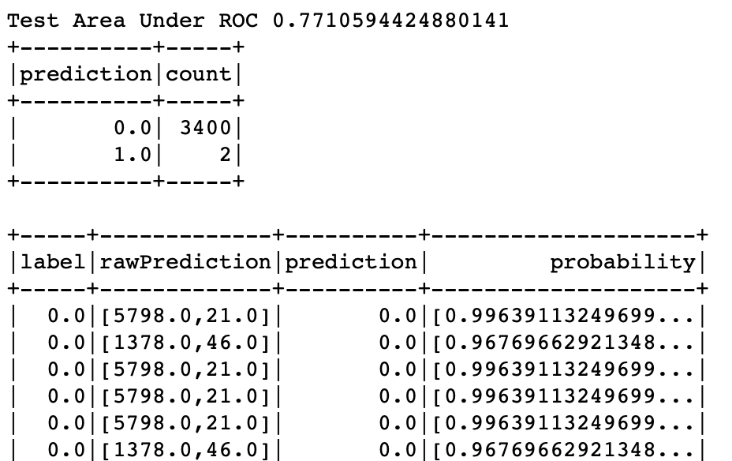 Test Area Under ROC 0.7710594424880141
+----------+-----+
|prediction|count|
+----------+-----+
|       0.0| 3400|
|       1.0|    2|
+----------+-----+

+-----+-------------+----------+--------------------+
|label|rawPrediction|prediction|         probability|
+-----+-------------+----------+--------------------+
|  0.0|[5798.0,21.0]|       0.0|[0.99639113249699...|
|  0.0|[1378.0,46.0]|       0.0|[0.96769662921348...|
|  0.0|[5798.0,21.0]|       0.0|[0.99639113249699...|
|  0.0|[5798.0,21.0]|       0.0|[0.99639113249699...|
|  0.0|[5798.0,21.0]|       0.0|[0.99639113249699...|
|  0.0|[1378.0,46.0]|       0.0|[0.96769662921348...|